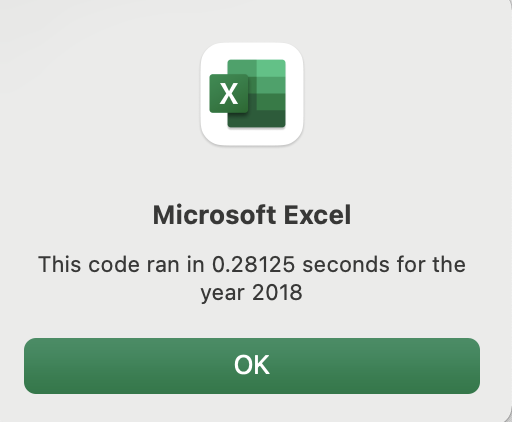 X
Microsoft Excel
This code ran in 0.28125 seconds for the
year 2018
OK